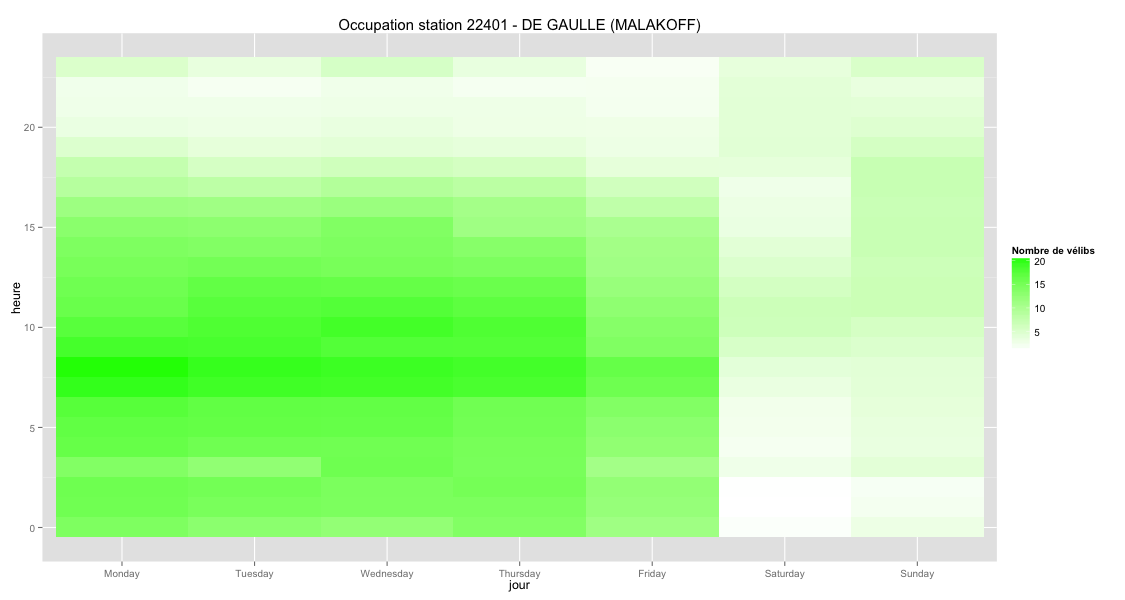 Occupation station 22401 - DE GAULLE (MALAKOFF)
20
15
10
5
0
heure
Monday Tuesday Wednesday Thursday Friday Saturday Sunday
jour
Nombre de vélibs
20
15
10
5